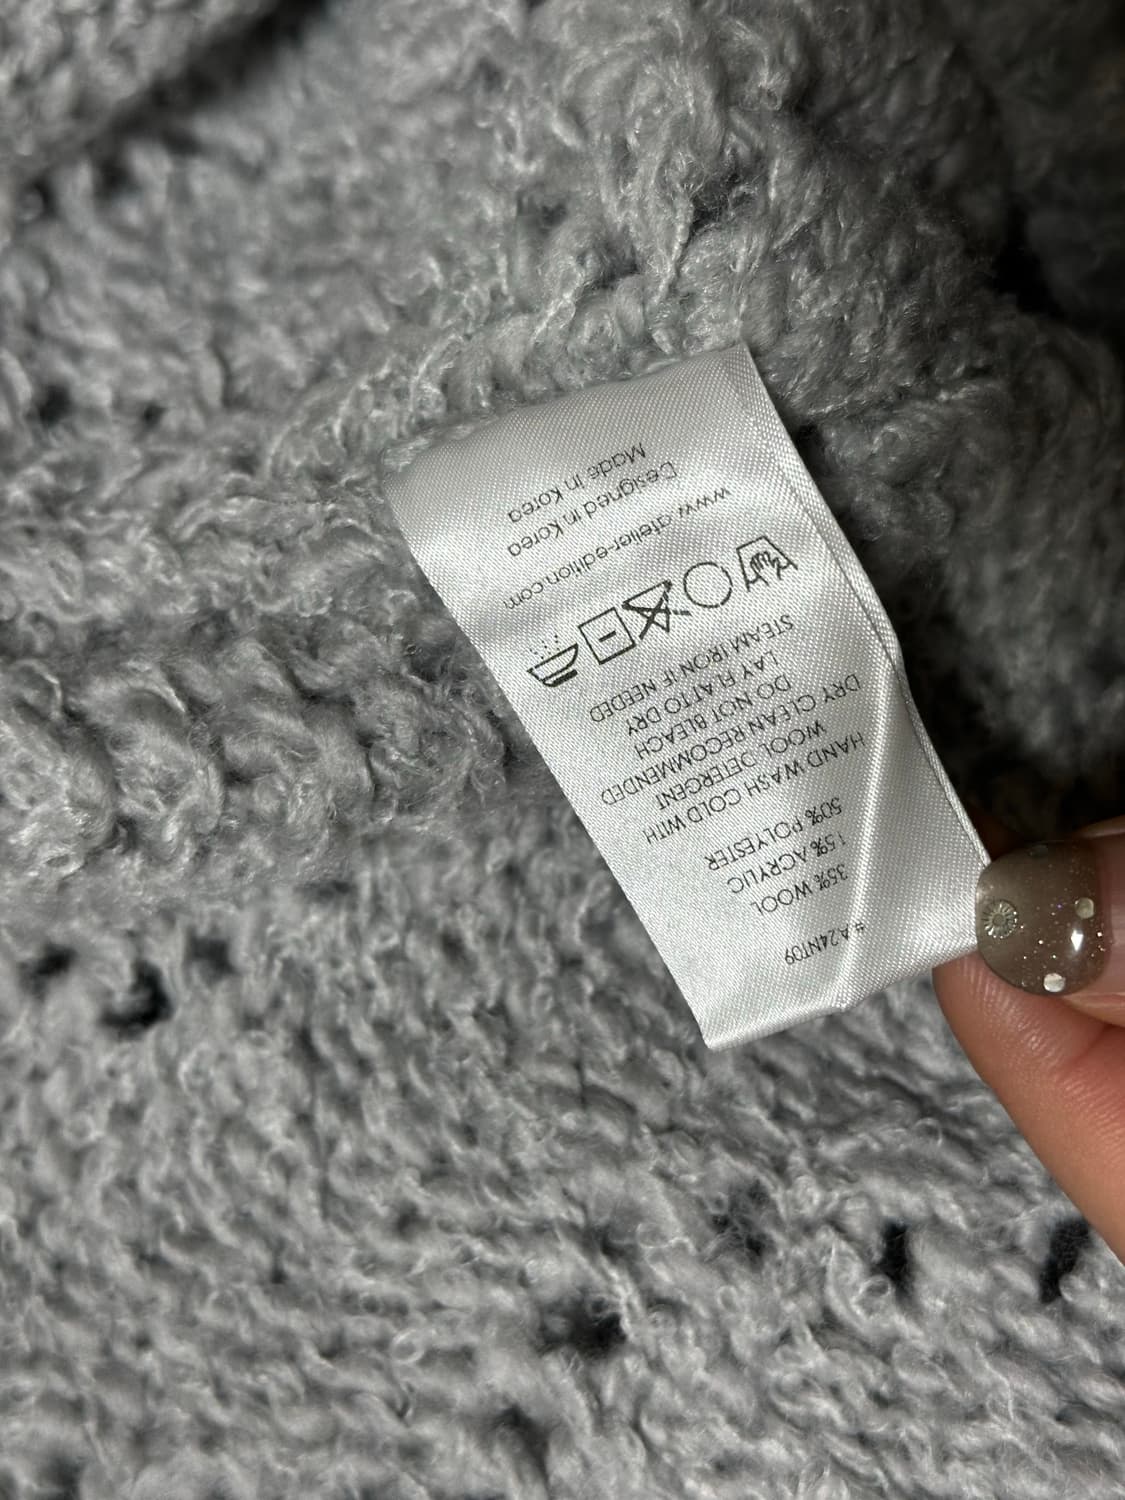 # A24NT09
35% WOOL
15% ACRYLIC
50% POLYESTER
HAND WASH COLD WITH
WOOL DETERGENT
DRY CLEAN RECOMMENDED
DO NOT BLEACH
LAY FLAT TO DRY
STEAM IRON IF NEEDED
www.atelier-edition.com
Designed in Korea
Made in Korea